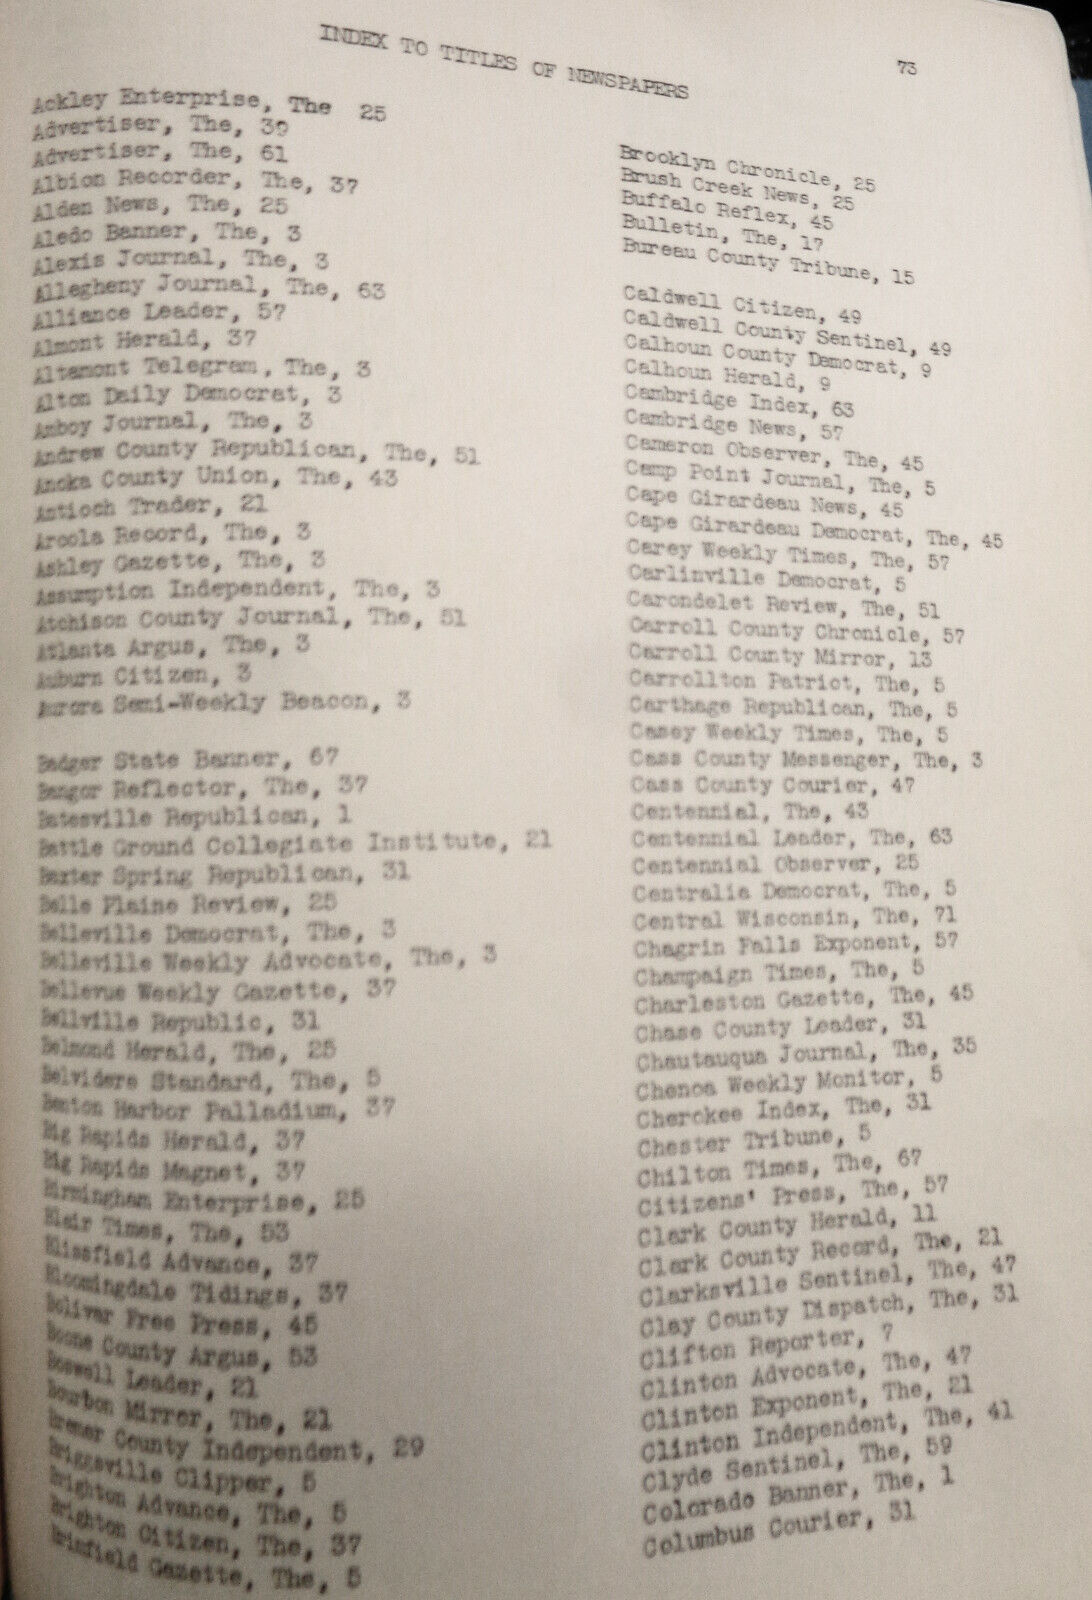 INDEX TO TITLES OF NEWSPAPERS
73
Ackley Enterprise, The 25
Advertiser, The, 39
Advertiser, The, 61
Albion Recorder, The, 37
Alden News, The, 25
Aledo Banner, The, 3
Alexis Journal, The, 3
Allegheny Journal, The, 63
Alliance Leader, 57
Almont Herald, 37
Altamont Telegram, The, 3
Alton Daily Democrat, 3
Amboy Journal, The, 3
Andrew County Republican, The, 51
Anoka County Union, The, 43
Antioch Trader, 21
Arcola Record, The, 3
Ashley Gazette, The, 3
Assumption Independent, The, 3
Atchison County Journal, The, 51
Atlanta Argus, The, 3
Auburn Citizen, 3
Aurora Semi-Weekly Beacon, 3
Badger State Banner, 67
Bangor Reflector, The, 37
Batesville Republican, 1
Battle Ground Collegiate Institute, 21
Baxter Spring Republican, 31
Belle Plaine Review, 25
Belleville Democrat, The, 3
Belleville Weekly Advocate, The, 3
Bellevue Weekly Gazette, 37
Bellville Republic, 31
Belmond Herald, The, 25
Belvidere Standard, The, 5
Benton Harbor Palladium, 37
Big Rapids Herald, 37
Big Rapids Magnet, 37
Birmingham Enterprise, 25
Blair Times, The, 53
Blissfield Advance, 37
Bloomingdale Tidings, 37
Bolivar Free Press, 45
Boone County Argus, 53
Boswell Leader, 21
Bourbon Mirror, The, 21
Bremer County Independent, 29
Briggsville Clipper, 5
Brighton Advance, The, 5
Brighton Citizen, The, 37
Brimfield Gazette, The, 5
Brooklyn Chronicle, 25
Brush Creek News, 25
Buffalo Reflex, 45
Bulletin, The, 17
Bureau County Tribune, 15
Caldwell Citizen, 49
Caldwell County Sentinel, 49
Calhoun County Democrat, 9
Calhoun Herald, 9
Cambridge Index, 63
Cambridge News, 57
Cameron Observer, The, 45
Camp Point Journal, The, 5
Cape Girardeau News, 45
Cape Girardeau Democrat, The, 45
Carey Weekly Times, The, 57
Carlinville Democrat, 5
Carondelet Review, The, 51
Carroll County Chronicle, 57
Carroll County Mirror, 13
Carrollton Patriot, The, 5
Carthage Republican, The, 5
Casey Weekly Times, The, 5
Cass County Messenger, The, 3
Cass County Courier, 47
Centennial, The, 43
Centennial Leader, The, 63
Centennial Observer, 25
Centralia Democrat, The, 5
Central Wisconsin, The, 71
Chagrin Falls Exponent, 57
Champaign Times, The, 5
Charleston Gazette, The, 45
Chase County Leader, 31
Chautauqua Journal, The, 35
Chenoa Weekly Monitor, 5
Cherokee Index, The, 31
Chester Tribune, 5
Chilton Times, The, 67
Citizens' Press, The, 57
Clark County Herald, 11
Clark County Record, The, 21
Clarksville Sentinel, The, 47
Clay County Dispatch, The, 31
Clifton Reporter, 7
Clinton Advocate, The, 47
Clinton Exponent, The, 21
Clinton Independent, The, 41
Clyde Sentinel, The, 59
Colorado Banner, The, 1
Columbus Courier, 31